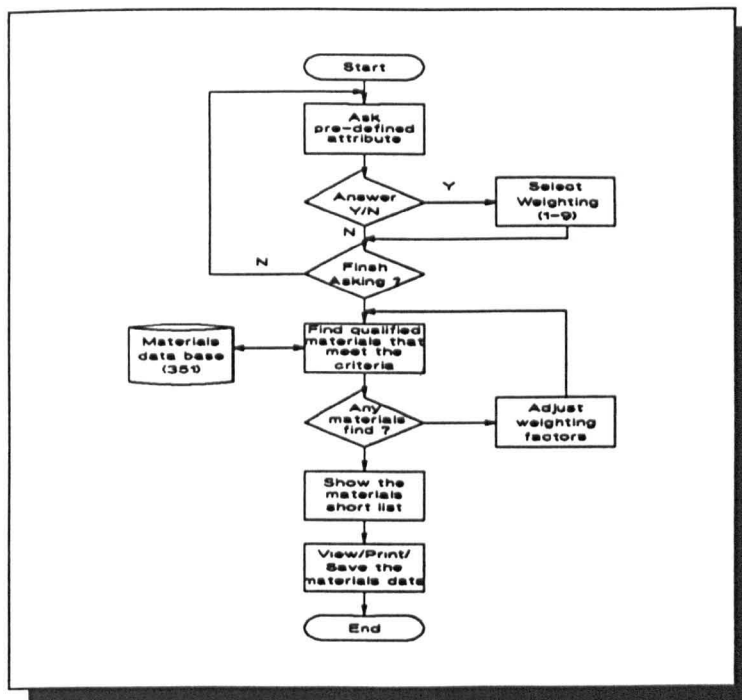 Start
Ask
pre-defined
attribute
Answer
Y/N
Y
Select
Weighting
(1-9)
N
Finsh
Asking ?
N
Find qualified
materials that
meet the
criteria
Materials
data base
(351)
Any
materials
find ?
Adjust
weighting
factors
Show the
materials
short list
View/Print/
Save the
materials data
End